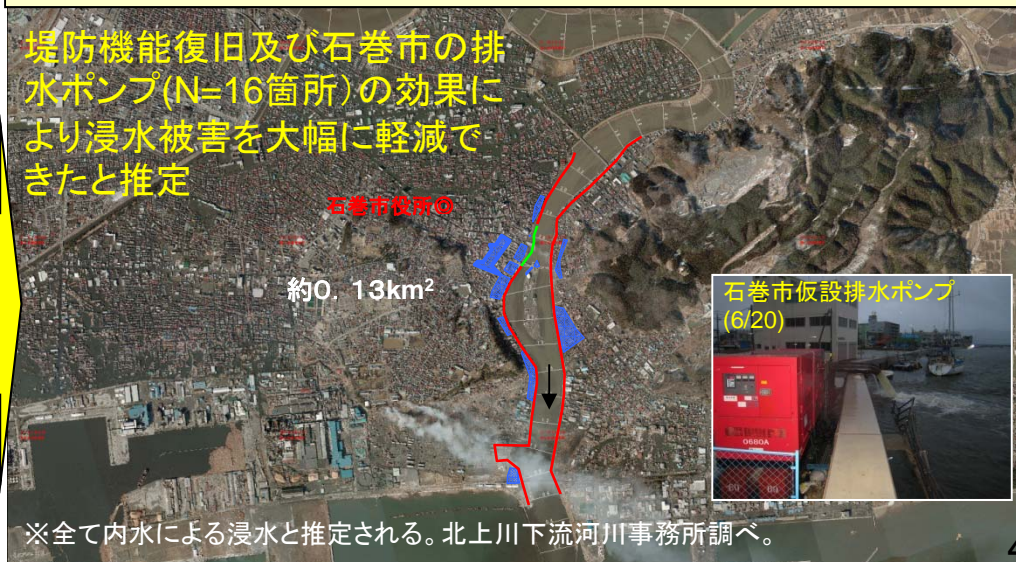 堤防機能復旧及び石巻市の排
水ポンプ(N=16箇所)の効果に
より浸水被害を大幅に軽減で
きたと推定
石巻市役所◎
約0．13km²
石巻市仮設排水ポンプ
(6/20)
0680A
※全て内水による浸水と推定される。北上川下流河川事務所調べ。